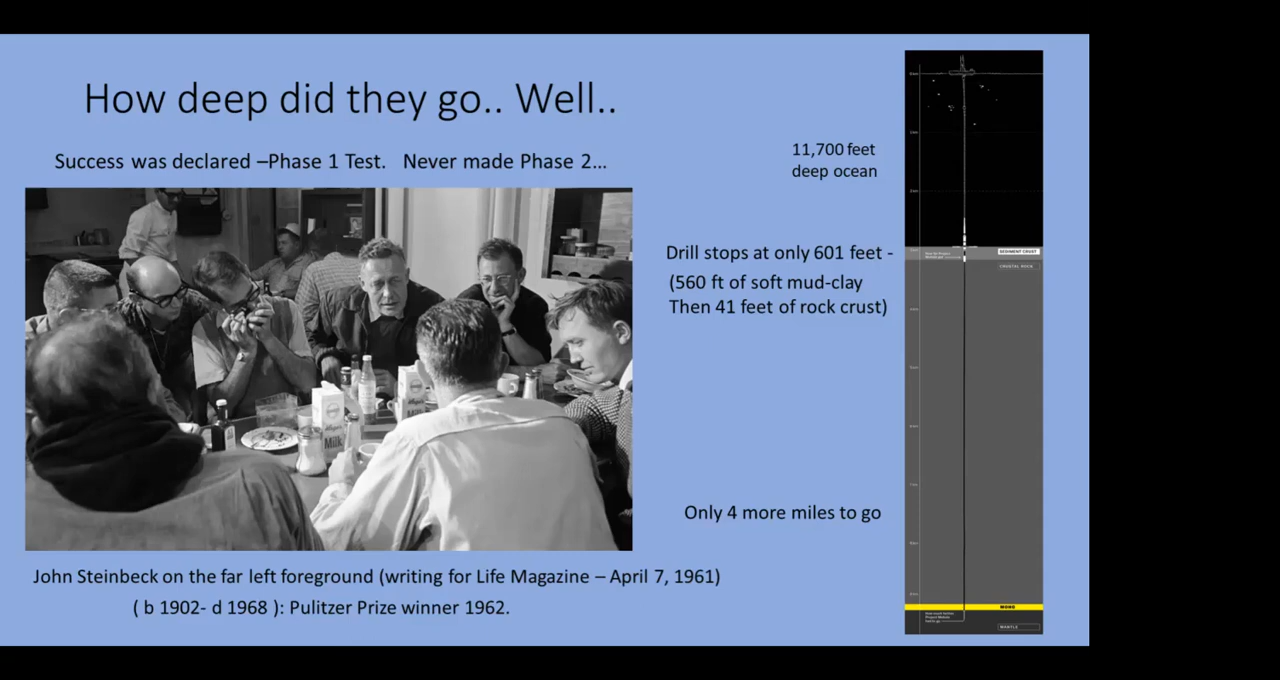 How deep did they go.. Well..
Success was declared –Phase 1 Test. Never made Phase 2...
11,700 feet
deep ocean
Drill stops at only 601 feet -
(560 ft of soft mud-clay
Then 41 feet of rock crust)
Only 4 more miles to go
John Steinbeck on the far left foreground (writing for Life Magazine – April 7, 1961)
( b 1902- d 1968 ): Pulitzer Prize winner 1962.
SEDIMENT CRUST
CRUSTAL ROCK
MOHO
MANTLE
Milk